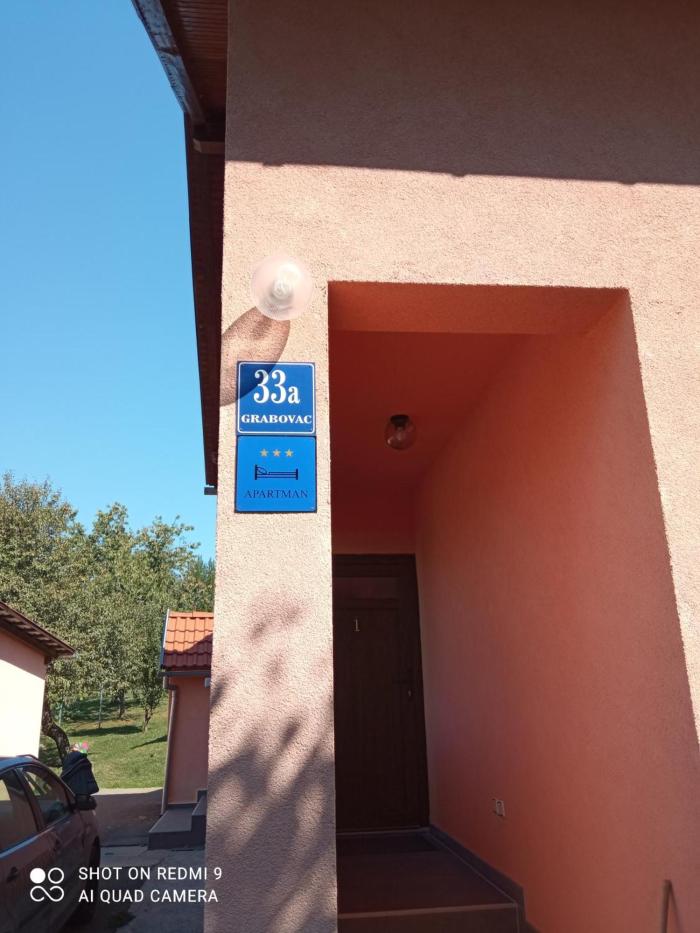 33a
GRABOVAC
APARTMAN
1
SHOT ON REDMI 9
AI QUAD CAMERA